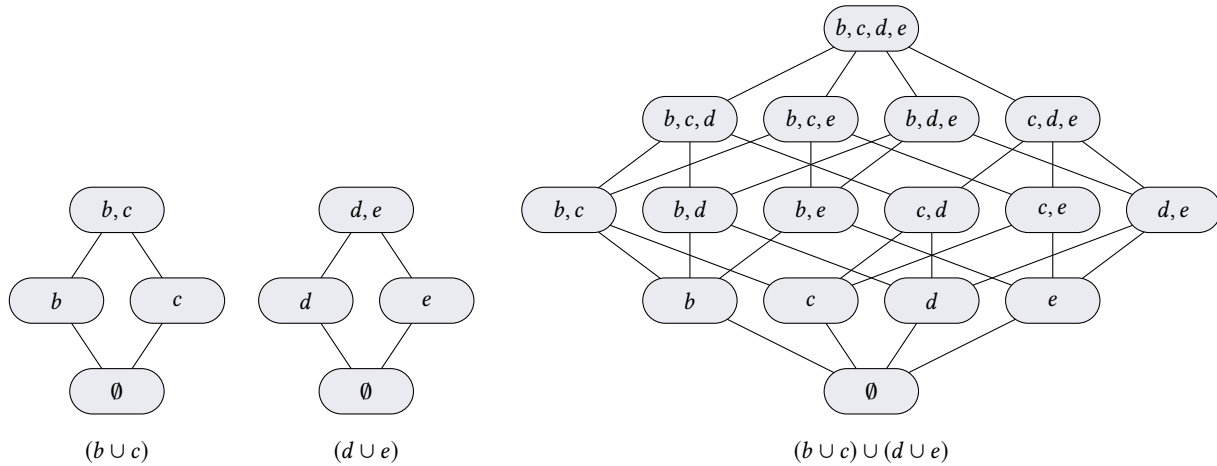 b, c, d, e
b, c, d
b, c, e
b, d, e
c, d, e
b, c
d, e
b, c
b, d
b, e
c, d
c, e
d, e
b
c
d
e
b
c
d
e
∅
∅
∅
(b ∪ c)
(d ∪ e)
(b ∪ c) ∪ (d ∪ e)